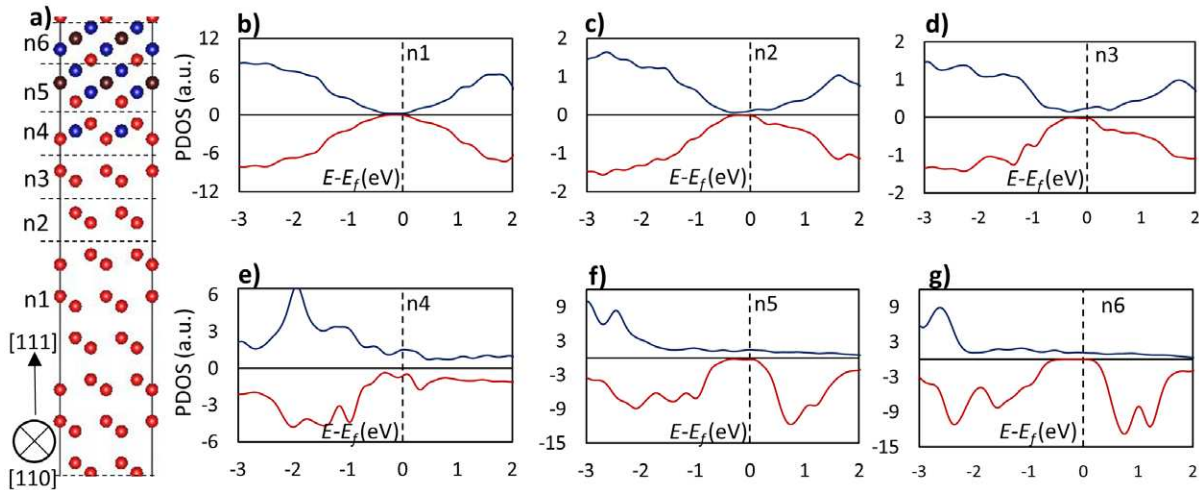 a)
n6
n5
n4
n3
n2
n1
[111]
[110]
b)
n1
PDOS (a.u.)
12
6
0
-6
-12
E-Ef(eV)
-3 -2 -1 0 1 2
c)
n2
2
1
0
1
2
E-Ef(eV)
-3 -2 -1 0 1 2
d)
n3
2
1
0
-1
-2
E-Ef(eV)
-3 -2 -1 0 1 2
e)
n4
PDOS (a.u.)
6
3
0
-3
-6
E-Ef(eV)
-3 -2 -1 0 1 2
f)
n5
9
3
-3
-9
-15
E-Ef(eV)
-3 -2 -1 0 1 2
g)
n6
9
3
-3
-9
-15
E-Ef(eV)
-3 -2 -1 0 1 2